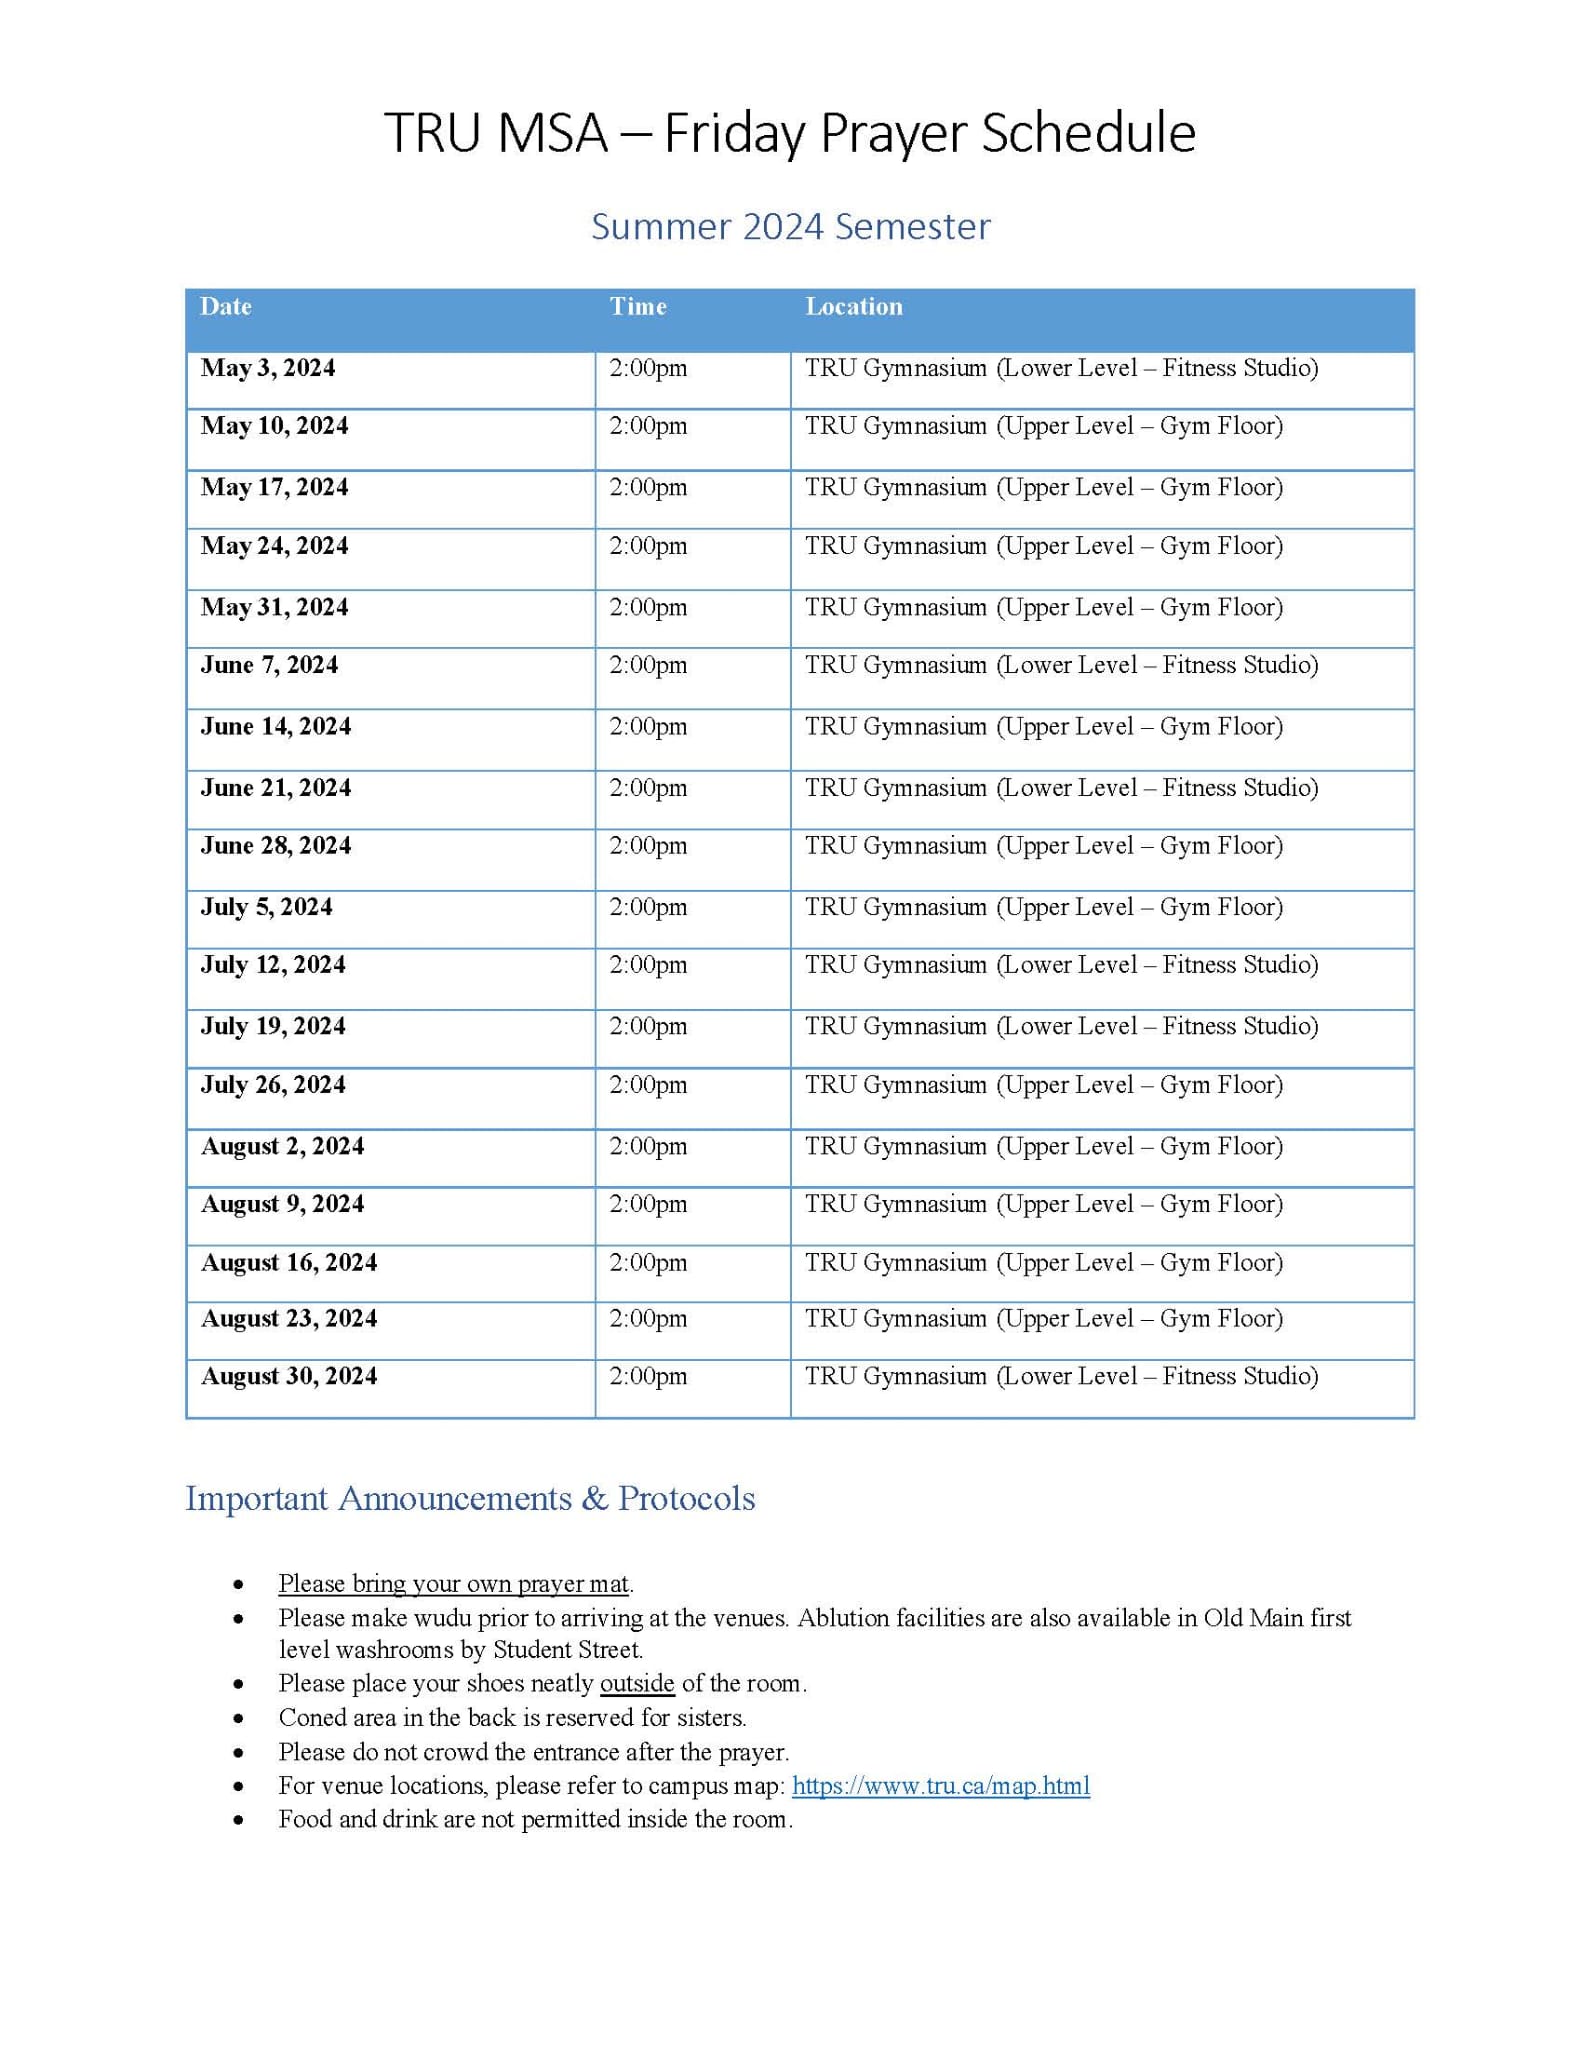 TRU MSA – Friday Prayer Schedule
Summer 2024 Semester
Date Time Location
May 3, 2024 2:00pm TRU Gymnasium (Lower Level – Fitness Studio)
May 10, 2024 2:00pm TRU Gymnasium (Upper Level – Gym Floor)
May 17, 2024 2:00pm TRU Gymnasium (Upper Level – Gym Floor)
May 24, 2024 2:00pm TRU Gymnasium (Upper Level – Gym Floor)
May 31, 2024 2:00pm TRU Gymnasium (Upper Level – Gym Floor)
June 7, 2024 2:00pm TRU Gymnasium (Lower Level – Fitness Studio)
June 14, 2024 2:00pm TRU Gymnasium (Upper Level – Gym Floor)
June 21, 2024 2:00pm TRU Gymnasium (Lower Level – Fitness Studio)
June 28, 2024 2:00pm TRU Gymnasium (Upper Level – Gym Floor)
July 5, 2024 2:00pm TRU Gymnasium (Upper Level – Gym Floor)
July 12, 2024 2:00pm TRU Gymnasium (Lower Level – Fitness Studio)
July 19, 2024 2:00pm TRU Gymnasium (Lower Level – Fitness Studio)
July 26, 2024 2:00pm TRU Gymnasium (Upper Level – Gym Floor)
August 2, 2024 2:00pm TRU Gymnasium (Upper Level – Gym Floor)
August 9, 2024 2:00pm TRU Gymnasium (Upper Level – Gym Floor)
August 16, 2024 2:00pm TRU Gymnasium (Upper Level – Gym Floor)
August 23, 2024 2:00pm TRU Gymnasium (Upper Level – Gym Floor)
August 30, 2024 2:00pm TRU Gymnasium (Lower Level – Fitness Studio)
Important Announcements & Protocols
• Please bring your own prayer mat.
• Please make wudu prior to arriving at the venues. Ablution facilities are also available in Old Main first
level washrooms by Student Street.
• Please place your shoes neatly outside of the room.
• Coned area in the back is reserved for sisters.
• Please do not crowd the entrance after the prayer.
• For venue locations, please refer to campus map: https://www.tru.ca/map.html
• Food and drink are not permitted inside the room.